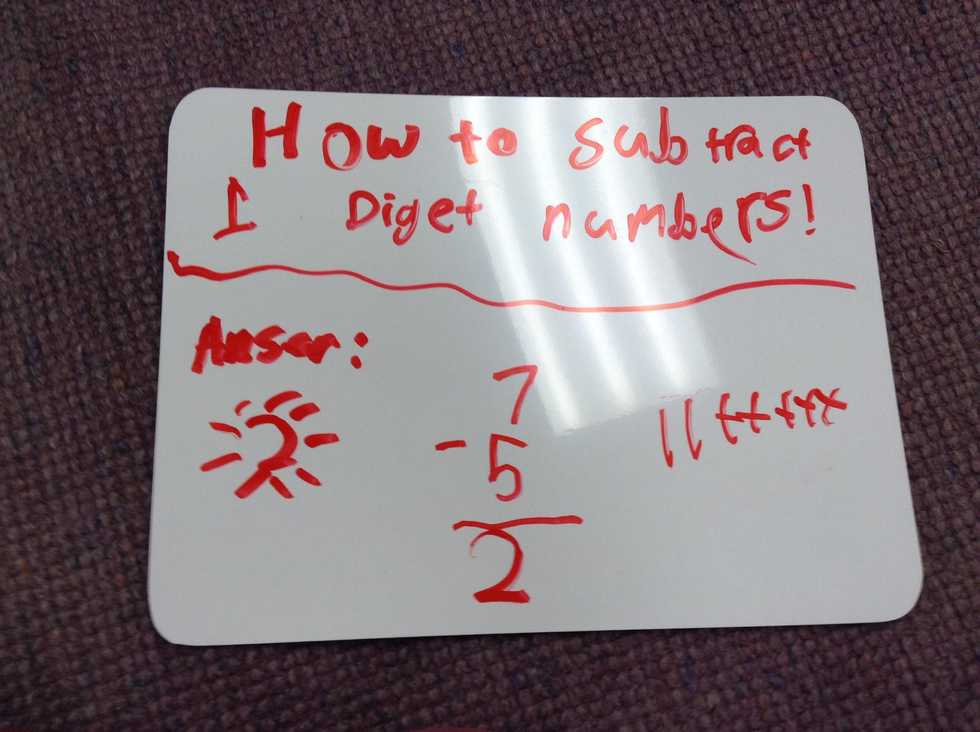 How to subtract
1 Diget numbers!
Anser:
2
7
- 5
2